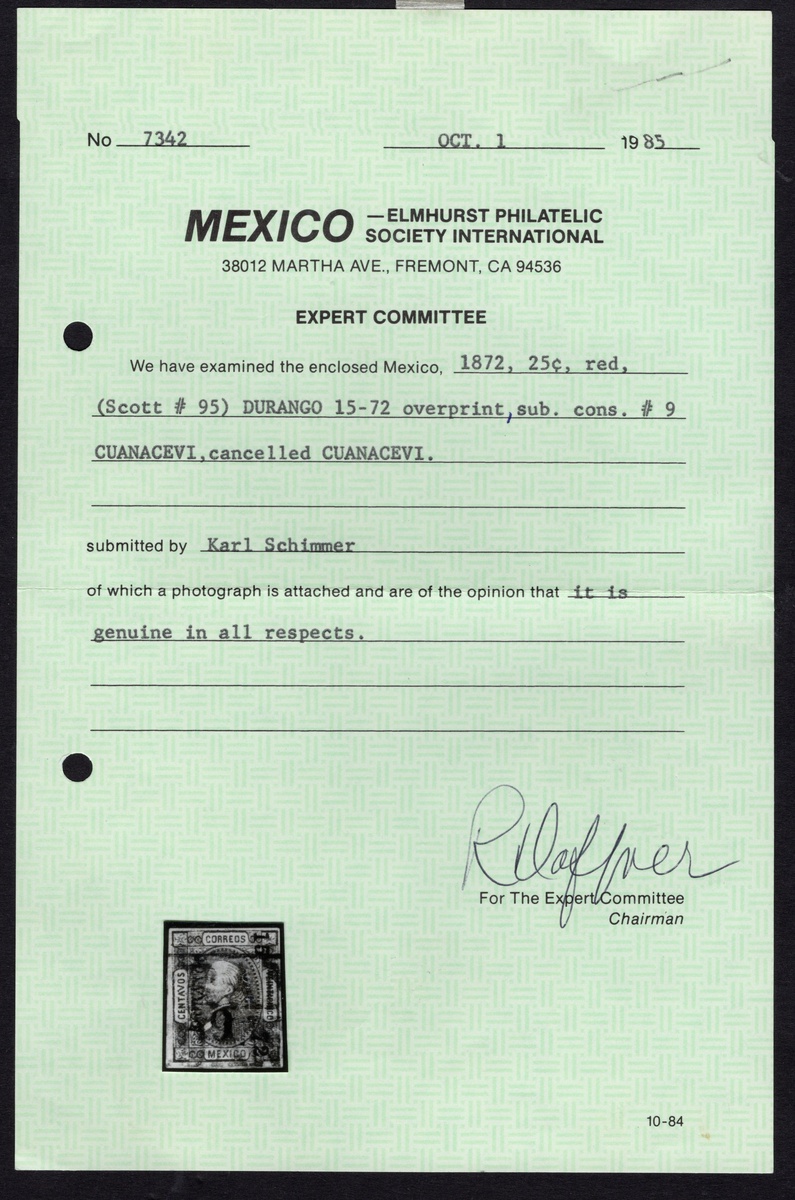 No 7342 OCT. 1 1985
MEXICO —ELMHURST PHILATELIC
SOCIETY INTERNATIONAL
38012 MARTHA AVE., FREMONT, CA 94536
EXPERT COMMITTEE
We have examined the enclosed Mexico, 1872, 25¢, red,
(Scott # 95) DURANGO 15-72 overprint, sub. cons. # 9
CUANACEVI, cancelled CUANACEVI.
submitted by Karl Schimmer
of which a photograph is attached and are of the opinion that it is
genuine in all respects.
For The Expert Committee
Chairman
CORREOS
CENTAVOS
MEXICO
10-84